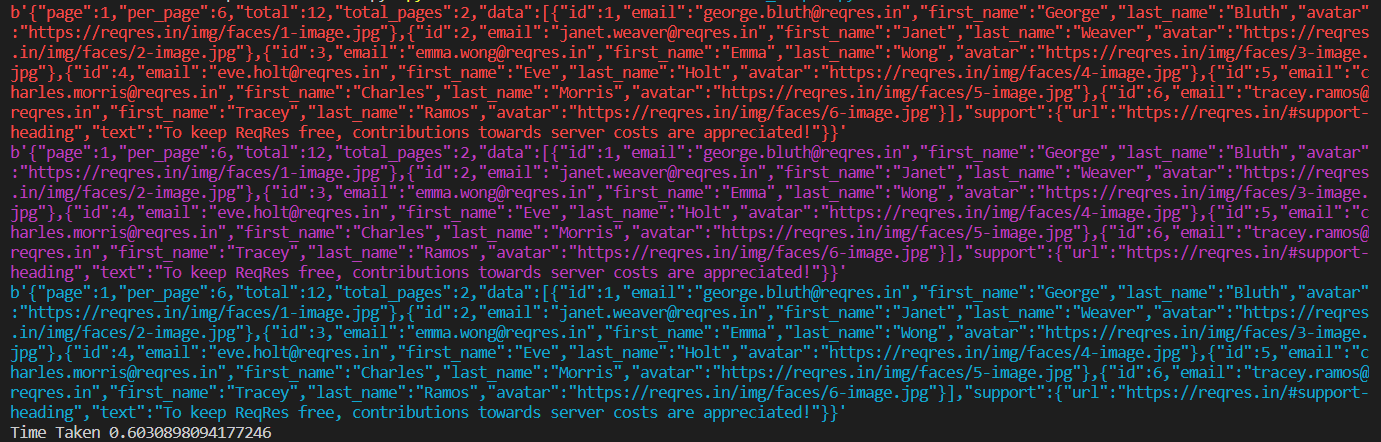 b'{"page":1,"per_page":6,"total":12,"total_pages":2,"data":[{"id":1,"email":"george.bluth@reqres.in","first_name":"George","last_name":"Bluth","avatar"
:"https://reqres.in/img/faces/1-image.jpg"},{"id":2,"email":"janet.weaver@reqres.in","first_name":"Janet","last_name":"Weaver","avatar":"https://reqres
.in/img/faces/2-image.jpg"},{"id":3,"email":"emma.wong@reqres.in","first_name":"Emma","last_name":"Wong","avatar":"https://reqres.in/img/faces/3-image.
jpg"},{"id":4,"email":"eve.holt@reqres.in","first_name":"Eve","last_name":"Holt","avatar":"https://reqres.in/img/faces/4-image.jpg"},{"id":5,"email":"c
harles.morris@reqres.in","first_name":"Charles","last_name":"Morris","avatar":"https://reqres.in/img/faces/5-image.jpg"},{"id":6,"email":"tracey.ramos@
reqres.in","first_name":"Tracey","last_name":"Ramos","avatar":"https://reqres.in/img/faces/6-image.jpg"}],"support":{"url":"https://reqres.in/#support-
heading","text":"To keep ReqRes free, contributions towards server costs are appreciated!"}}'
b'{"page":1,"per_page":6,"total":12,"total_pages":2,"data":[{"id":1,"email":"george.bluth@reqres.in","first_name":"George","last_name":"Bluth","avatar"
:"https://reqres.in/img/faces/1-image.jpg"},{"id":2,"email":"janet.weaver@reqres.in","first_name":"Janet","last_name":"Weaver","avatar":"https://reqres
.in/img/faces/2-image.jpg"},{"id":3,"email":"emma.wong@reqres.in","first_name":"Emma","last_name":"Wong","avatar":"https://reqres.in/img/faces/3-image.
jpg"},{"id":4,"email":"eve.holt@reqres.in","first_name":"Eve","last_name":"Holt","avatar":"https://reqres.in/img/faces/4-image.jpg"},{"id":5,"email":"c
harles.morris@reqres.in","first_name":"Charles","last_name":"Morris","avatar":"https://reqres.in/img/faces/5-image.jpg"},{"id":6,"email":"tracey.ramos@
reqres.in","first_name":"Tracey","last_name":"Ramos","avatar":"https://reqres.in/img/faces/6-image.jpg"}],"support":{"url":"https://reqres.in/#support-
heading","text":"To keep ReqRes free, contributions towards server costs are appreciated!"}}'
b'{"page":1,"per_page":6,"total":12,"total_pages":2,"data":[{"id":1,"email":"george.bluth@reqres.in","first_name":"George","last_name":"Bluth","avatar"
:"https://reqres.in/img/faces/1-image.jpg"},{"id":2,"email":"janet.weaver@reqres.in","first_name":"Janet","last_name":"Weaver","avatar":"https://reqres
.in/img/faces/2-image.jpg"},{"id":3,"email":"emma.wong@reqres.in","first_name":"Emma","last_name":"Wong","avatar":"https://reqres.in/img/faces/3-image.
jpg"},{"id":4,"email":"eve.holt@reqres.in","first_name":"Eve","last_name":"Holt","avatar":"https://reqres.in/img/faces/4-image.jpg"},{"id":5,"email":"c
harles.morris@reqres.in","first_name":"Charles","last_name":"Morris","avatar":"https://reqres.in/img/faces/5-image.jpg"},{"id":6,"email":"tracey.ramos@
reqres.in","first_name":"Tracey","last_name":"Ramos","avatar":"https://reqres.in/img/faces/6-image.jpg"}],"support":{"url":"https://reqres.in/#support-
heading","text":"To keep ReqRes free, contributions towards server costs are appreciated!"}}'
Time Taken 0.6030898094177246